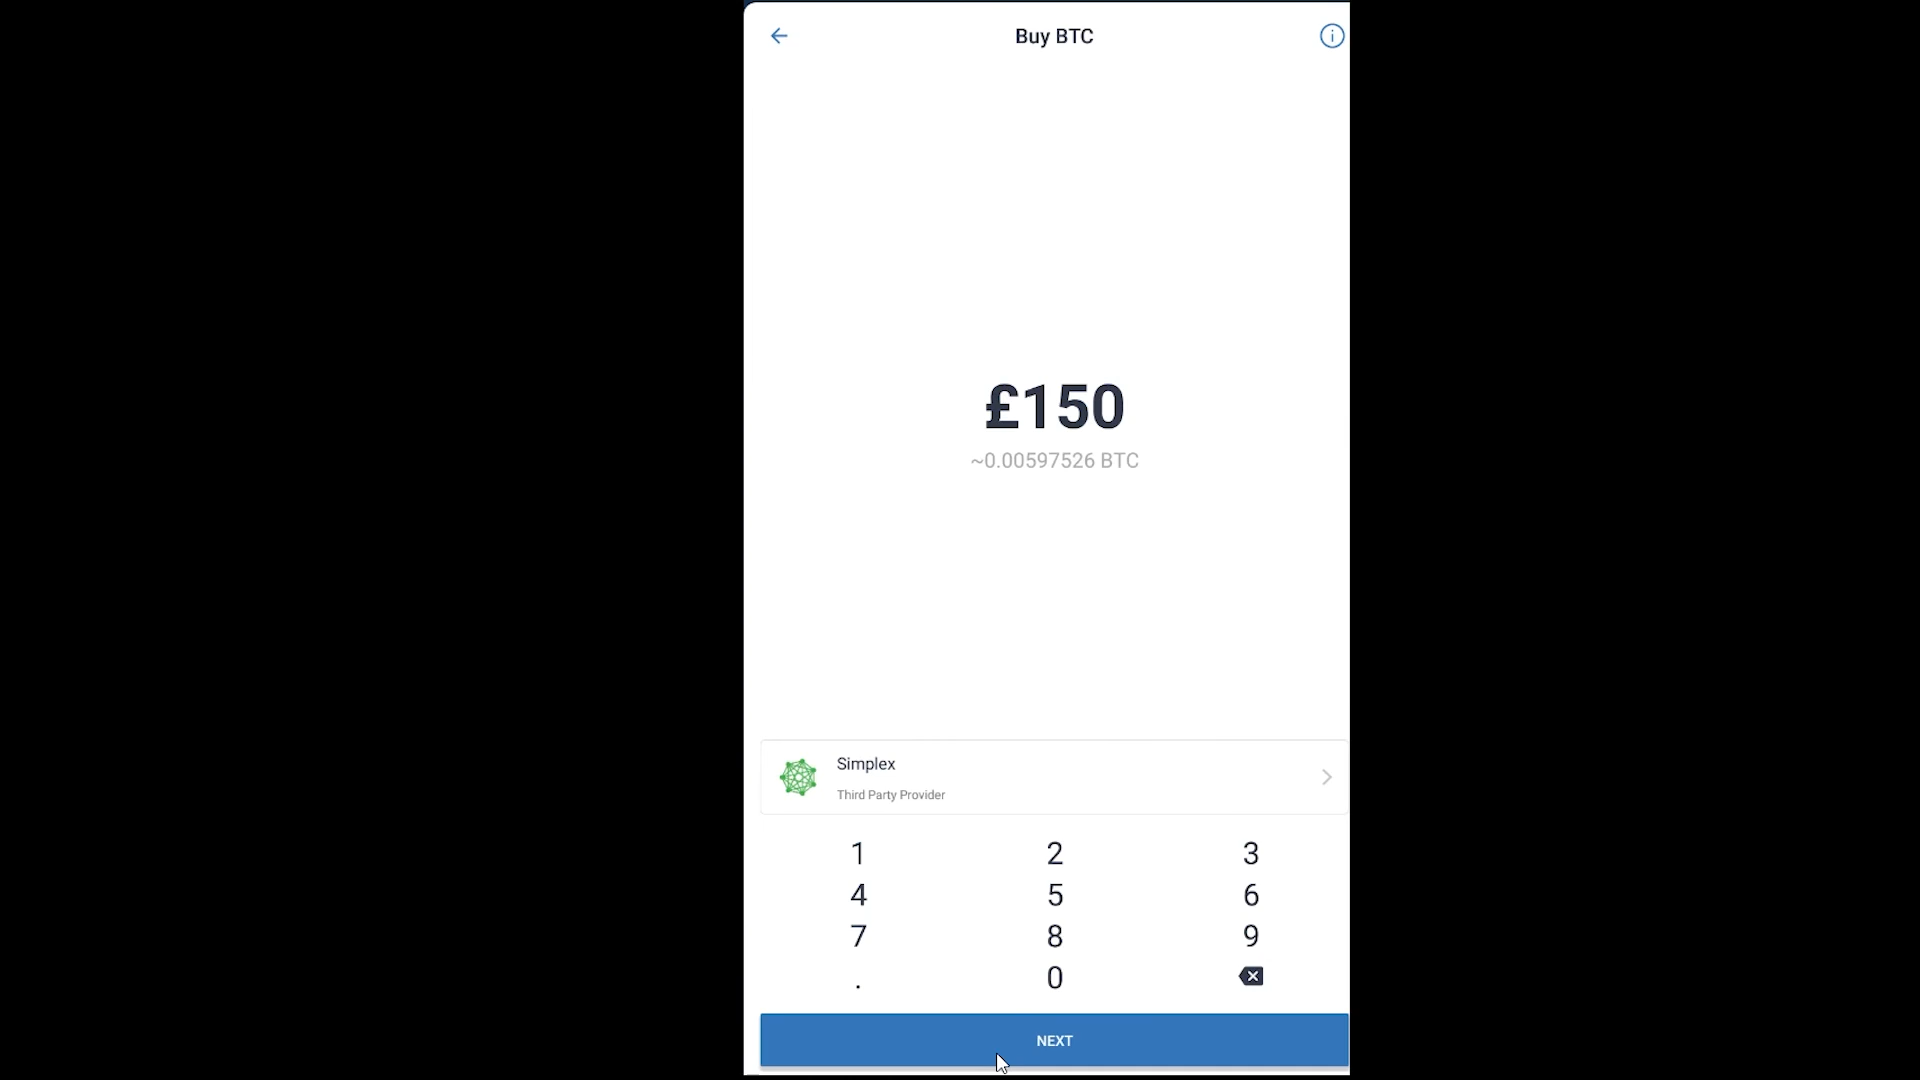 Buy BTC
£150
~0.00597526 BTC
Simplex
Third Party Provider
1 2 3
4 5 6
7 8 9
. 0
NEXT